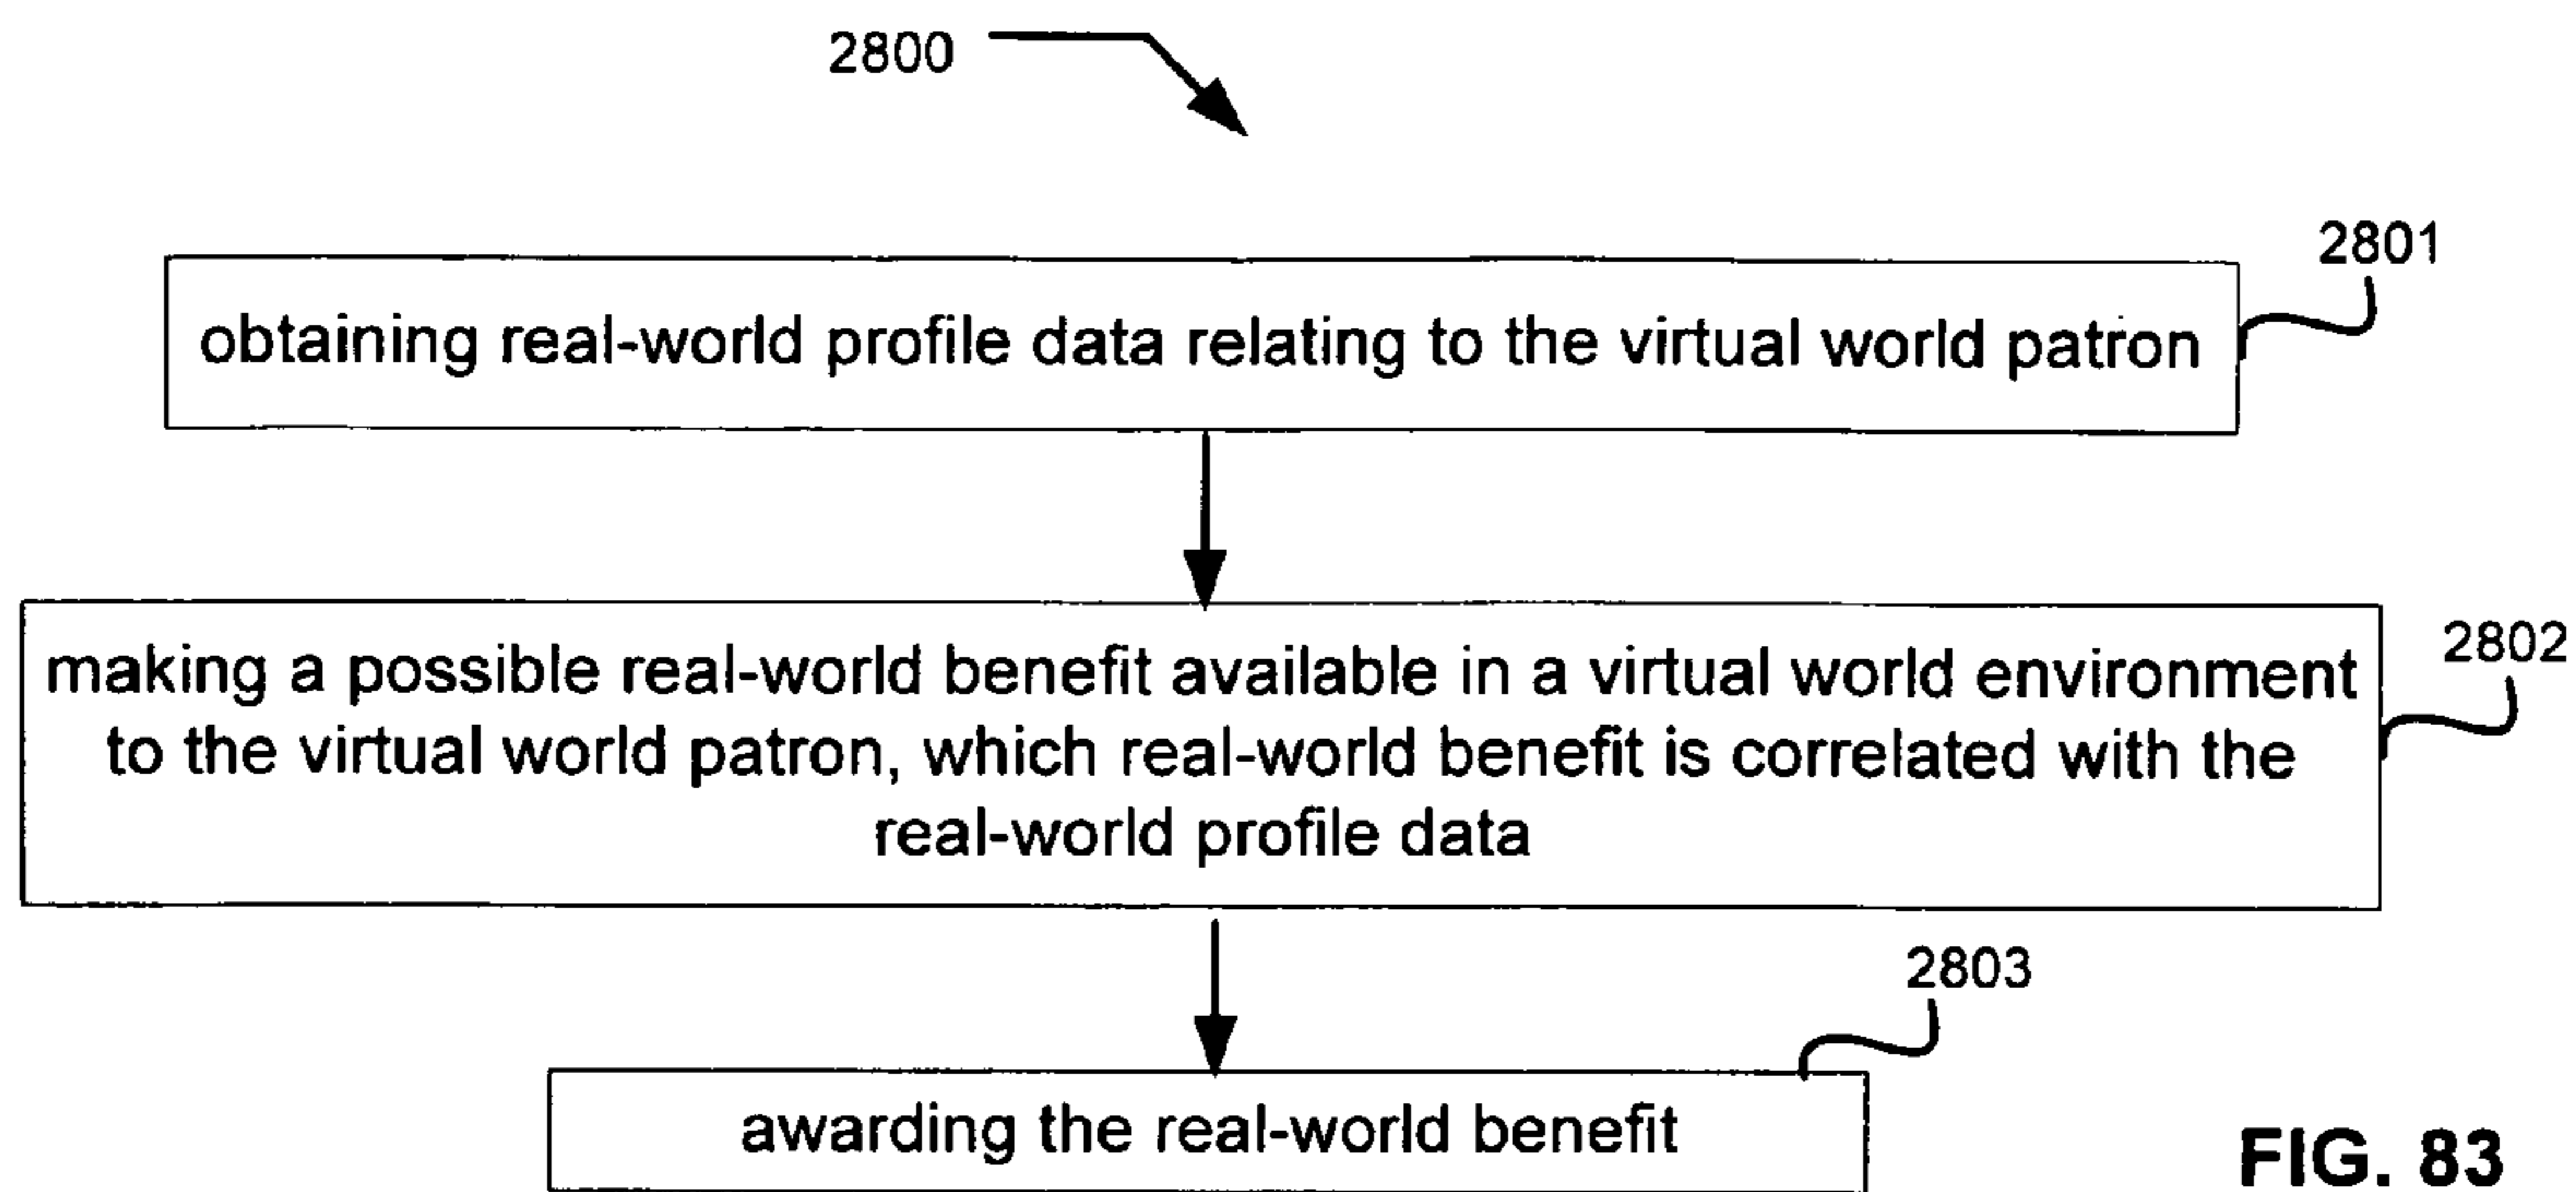 2800
2801
obtaining real-world profile data relating to the virtual world patron
2802
making a possible real-world benefit available in a virtual world environment
to the virtual world patron, which real-world benefit is correlated with the
real-world profile data
2803
awarding the real-world benefit
FIG. 83